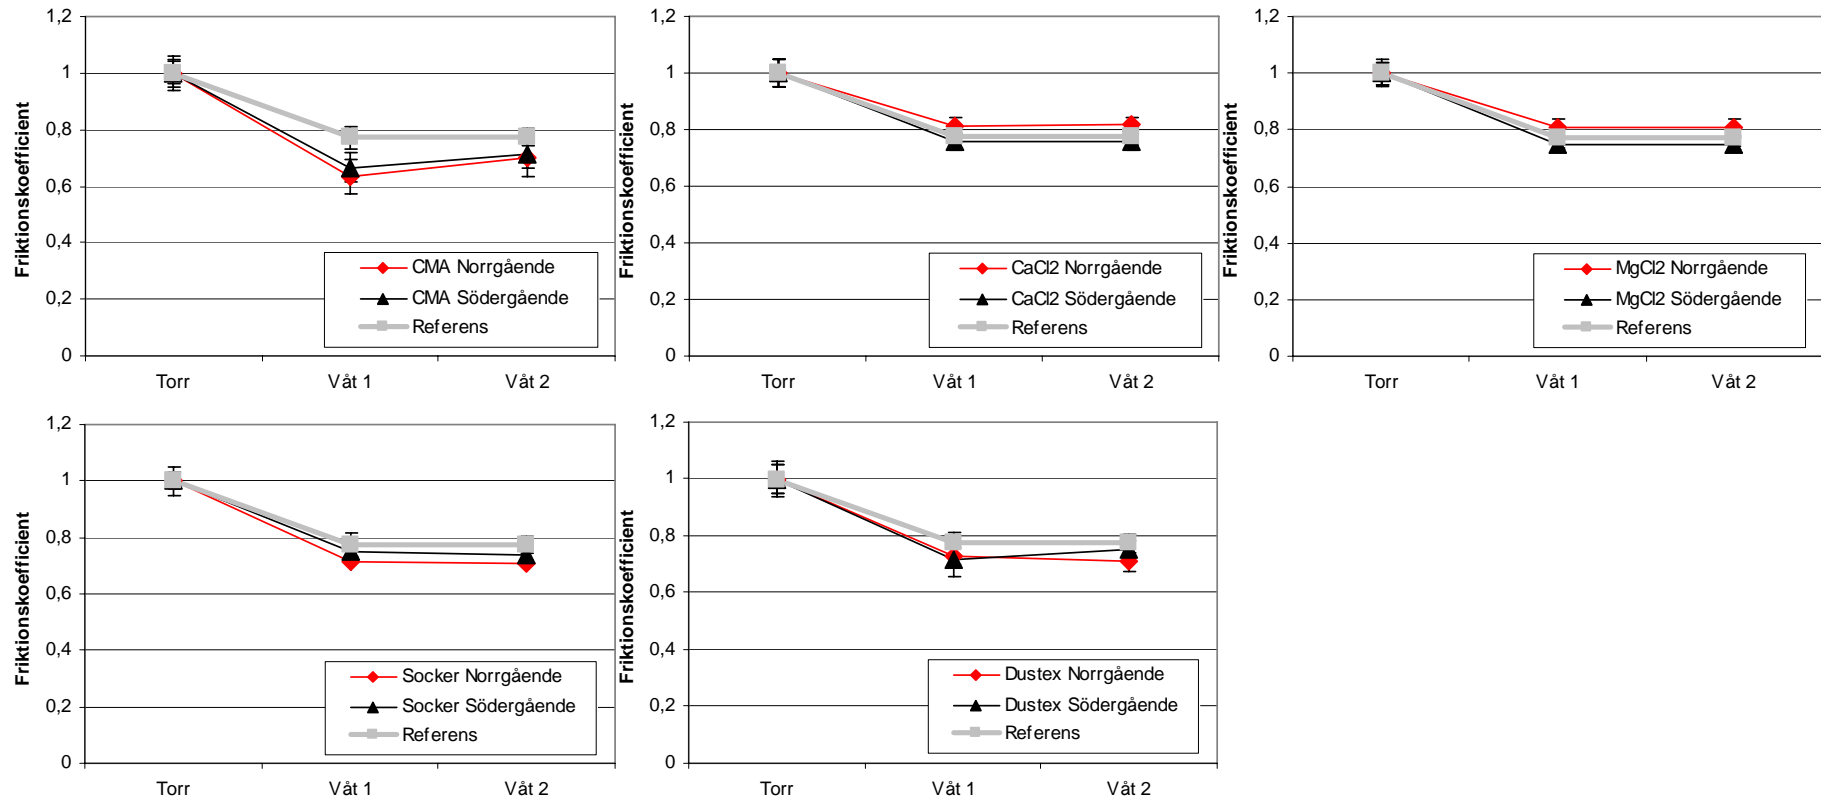 1,2
1
0,8
0,6
0,4
0,2
0
Friktionskoefficient
CMA Norrgående
CMA Södergående
Referens
Torr
Våt 1
Våt 2
1,2
1
0,8
0,6
0,4
0,2
0
Friktionskoefficient
CaCl2 Norrgående
CaCl2 Södergående
Referens
Torr
Våt 1
Våt 2
1,2
1
0,8
0,6
0,4
0,2
0
Friktionskoefficient
MgCl2 Norrgående
MgCl2 Södergående
Referens
Torr
Våt 1
Våt 2
1,2
1
0,8
0,6
0,4
0,2
0
Friktionskoefficient
Socker Norrgående
Socker Södergående
Referens
Torr
Våt 1
Våt 2
1,2
1
0,8
0,6
0,4
0,2
0
Friktionskoefficient
Dustex Norrgående
Dustex Södergående
Referens
Torr
Våt 1
Våt 2